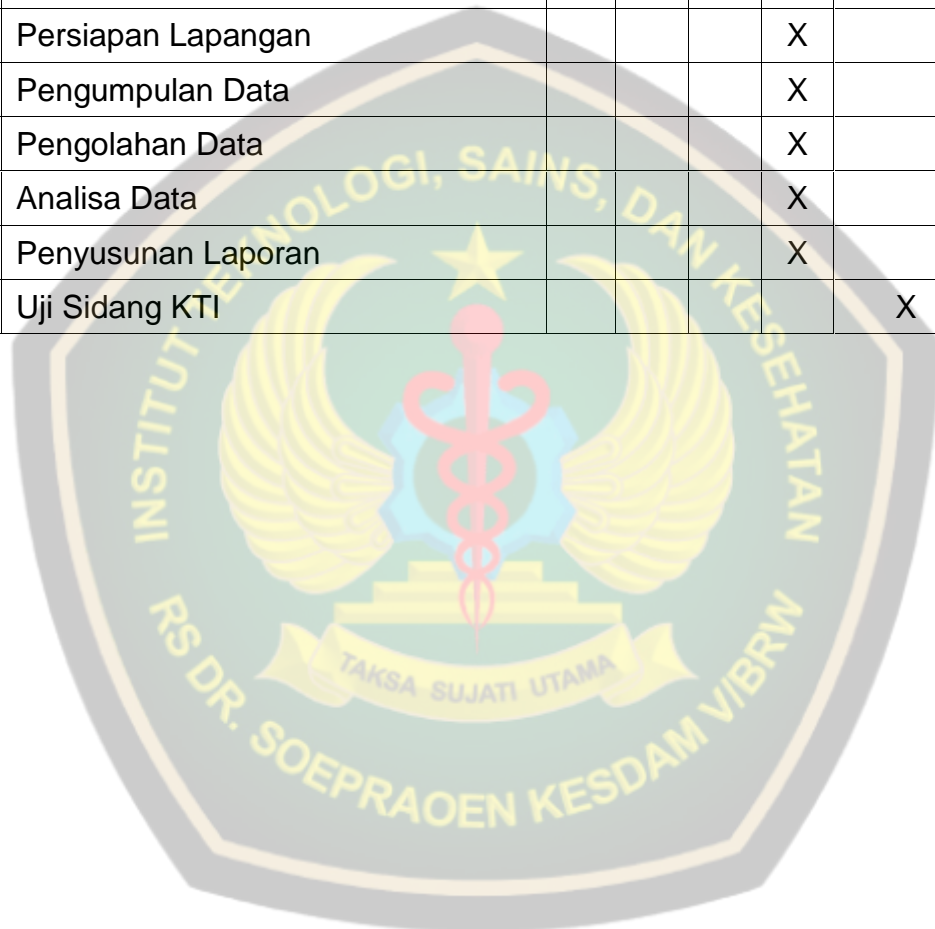 Persiapan Lapangan X
Pengumpulan Data X
Pengolahan Data X
Analisa Data X
Penyusunan Laporan X
Uji Sidang KTI X
INSTITUT TEKNOLOGI, SAINS, DAN KESEHATAN
TAKSA SUJATI UTAMA
RS DR. SOEPRAOEN KESDAM V/BRW